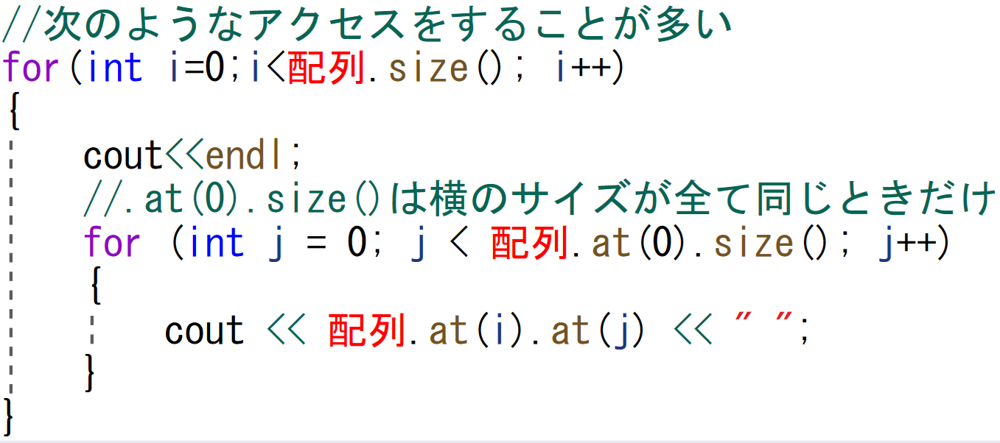 //次のようなアクセスをすることが多い
for(int i=0;i<配列.size(); i++)
{
cout<<endl;
//.at(0).size()は横のサイズが全て同じときだけ
for (int j = 0; j < 配列.at(0).size(); j++)
{
cout << 配列.at(i).at(j) << " ";
}
}